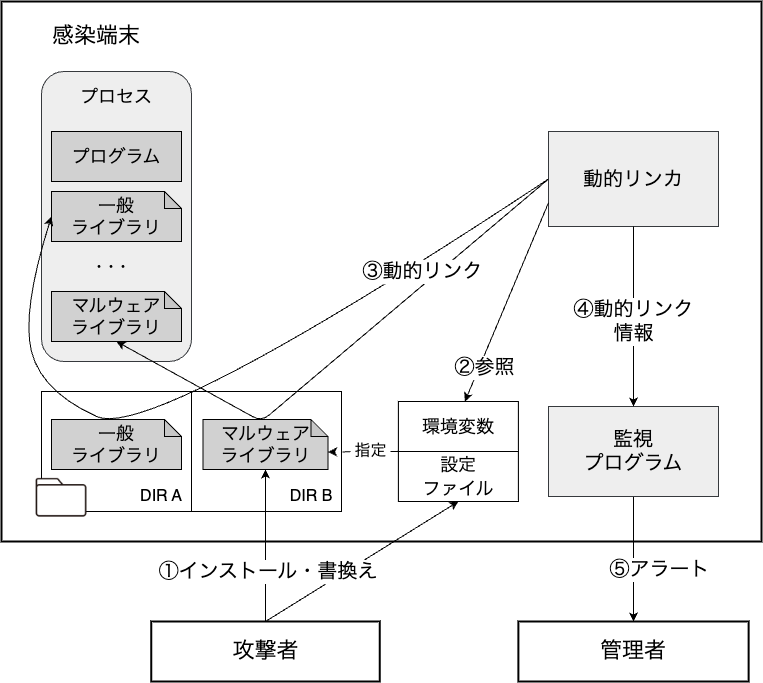 感染端末
プロセス
プログラム
一般
ライブラリ
・・・
マルウェア
ライブラリ
動的リンカ
③動的リンク
④動的リンク
情報
②参照
一般
ライブラリ
DIR A
マルウェア
ライブラリ
DIR B
指定
環境変数
設定
ファイル
監視
プログラム
①インストール・書換え
⑤アラート
攻撃者
管理者